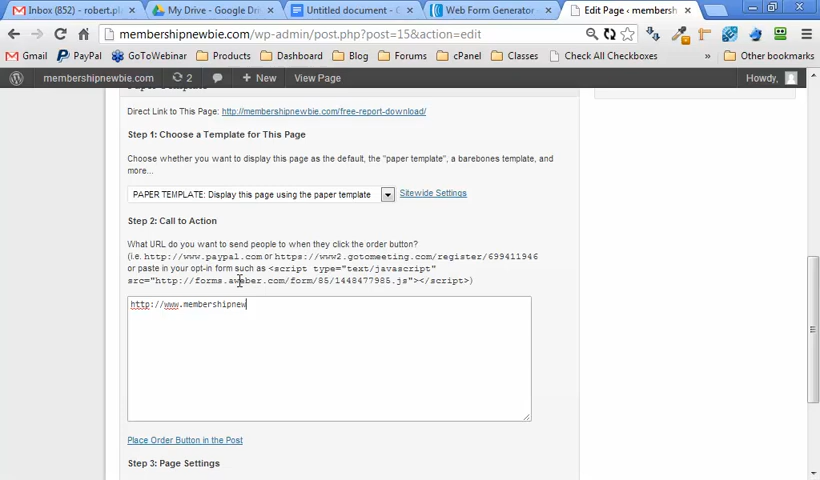 Inbox (852) - robert.pl
My Drive - Google Dri
Untitled document - G
Web Form Generator
Edit Page ‹ membersh
membershipnewbie.com/wp-admin/post.php?post=15&action=edit
Gmail
PayPal
GoToWebinar
Products
Dashboard
Blog
Forums
cPanel
Classes
Check All Checkboxes
»
Other bookmarks
membershipnewbie.com
2
+ New
View Page
Howdy,
Direct Link to This Page: http://membershipnewbie.com/free-report-download/
Step 1: Choose a Template for This Page
Choose whether you want to display this page as the default, the "paper template", a barebones template, and
more...
PAPER TEMPLATE: Display this page using the paper template
Sitewide Settings
Step 2: Call to Action
What URL do you want to send people to when they click the order button?
(i.e. http://www.paypal.com or https://www2.gotomeeting.com/register/699411946
or paste in your opt-in form such as <script type="text/javascript"
src="http://forms.aweber.com/form/85/1448477985.js"></script>)
http://www.membershipnew
Place Order Button in the Post
Step 3: Page Settings